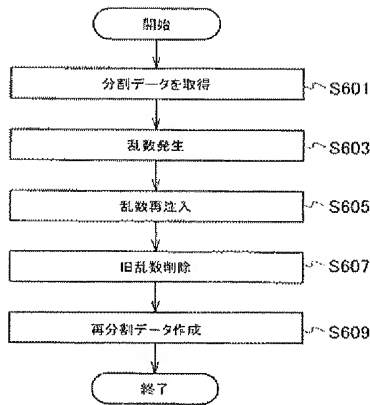 開始
分割データを取得 S601
乱数発生 S603
乱数再注入 S605
旧乱数削除 S607
再分割データ作成 S609
終了